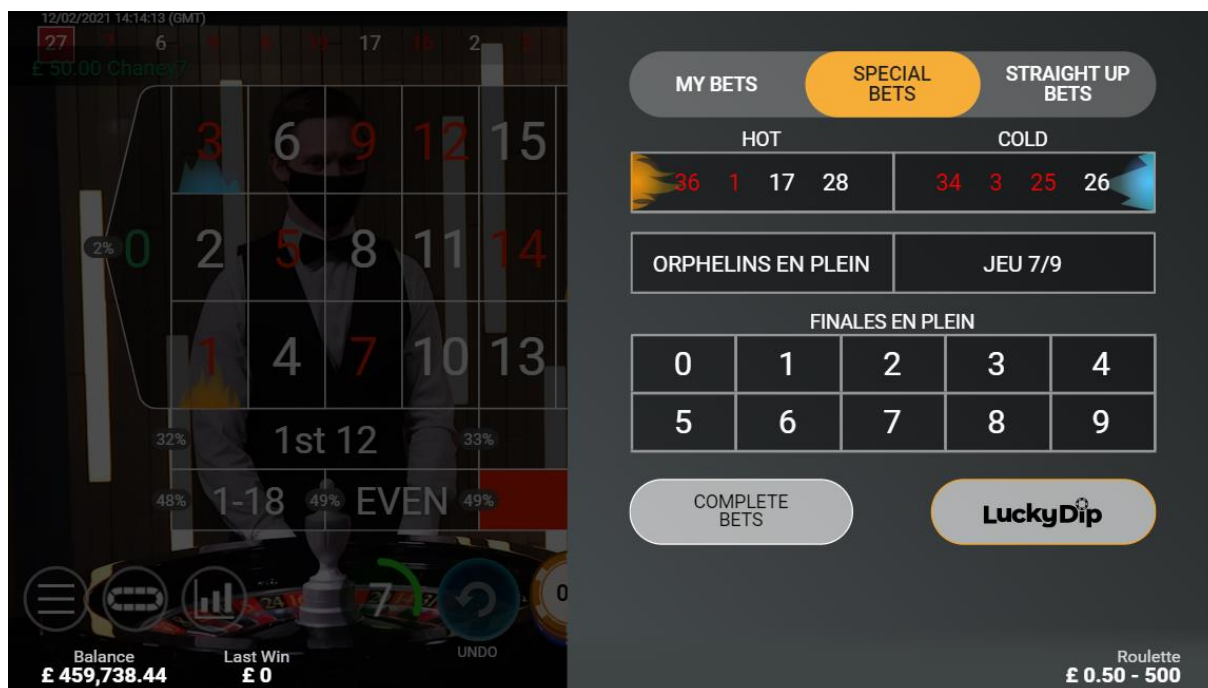 12/02/2021 14:14:13 (GMT)
27 7 6 17 16 2
£ 50.00 Chaney7
3 6 9 12 15
2% 0 2 5 8 11 14
1 4 7 10 13
32% 1st 12 33%
48% 1-18 49% EVEN 49%
7
0
UNDO
Balance
£ 459,738.44
Last Win
£ 0
MY BETS
SPECIAL
BETS
STRAIGHT UP
BETS
HOT
COLD
36 1 17 28
34 3 25 26
ORPHELINS EN PLEIN
JEU 7/9
FINALES EN PLEIN
0 1 2 3 4
5 6 7 8 9
COMPLETE
BETS
LuckyDip
Roulette
£ 0.50 - 500